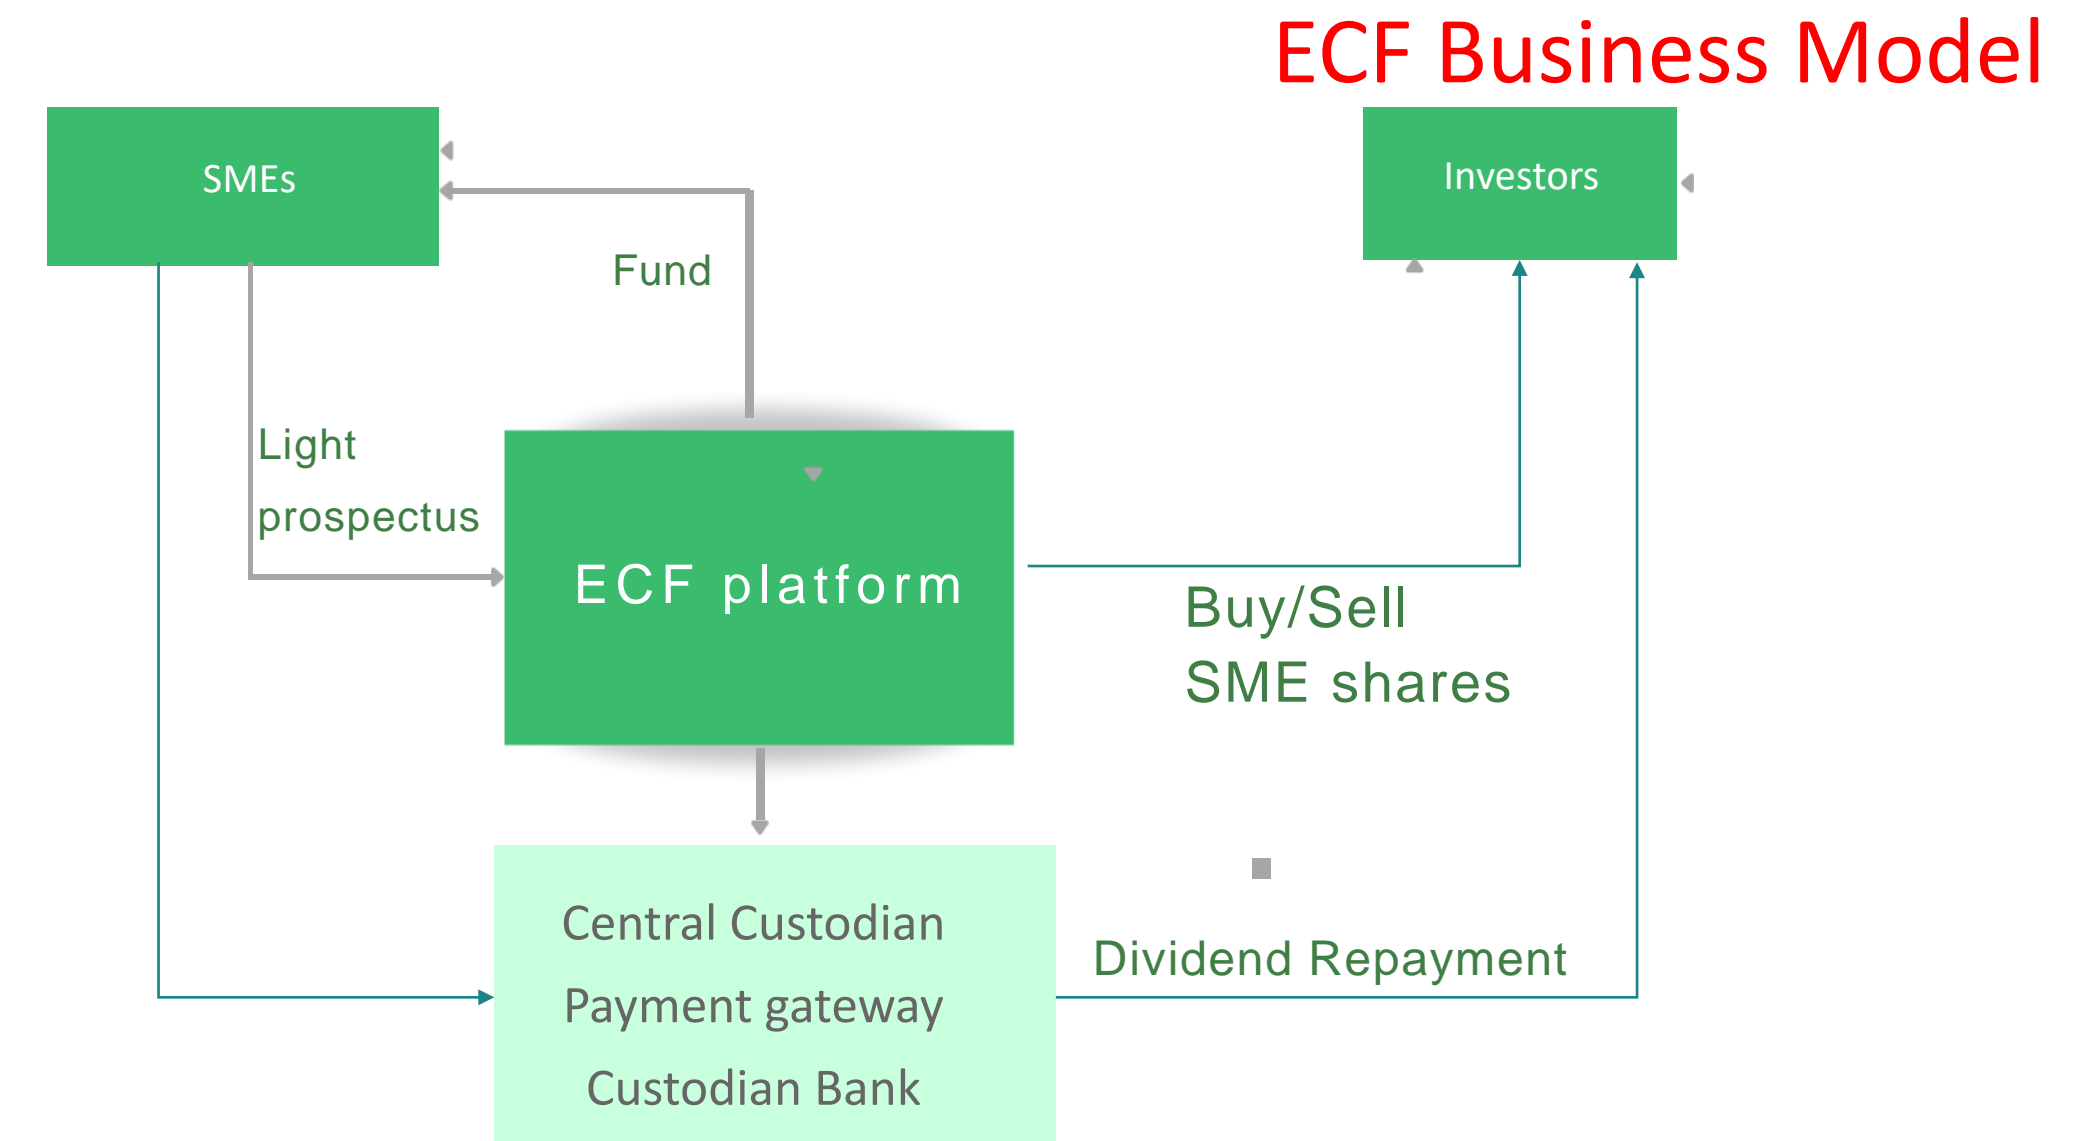 ECF Business Model
SMEs
Investors
Fund
Light
prospectus
ECF platform
Buy/Sell
SME shares
Central Custodian
Payment gateway
Custodian Bank
Dividend Repayment